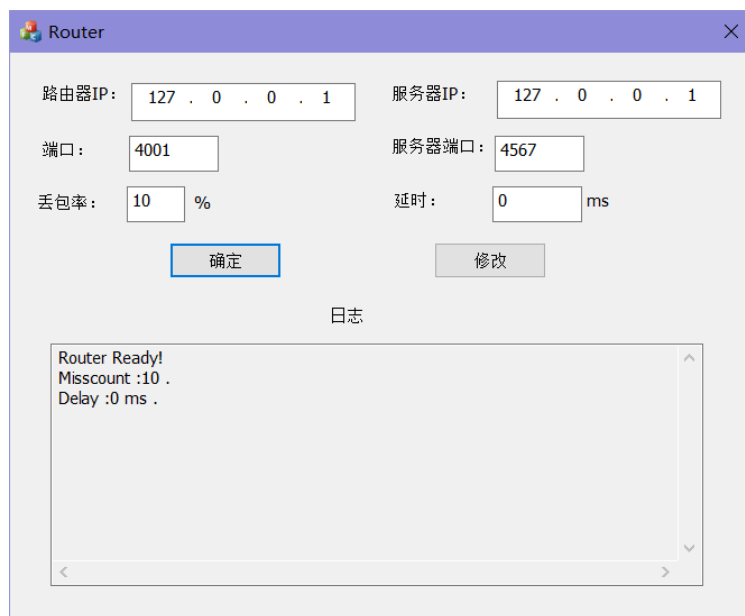 Router
路由器IP： 127 . 0 . 0 . 1 服务器IP： 127 . 0 . 0 . 1
端口： 4001 服务器端口： 4567
丢包率： 10 % 延时： 0 ms
确定 修改
日志
Router Ready!
Misscount :10 .
Delay :0 ms .